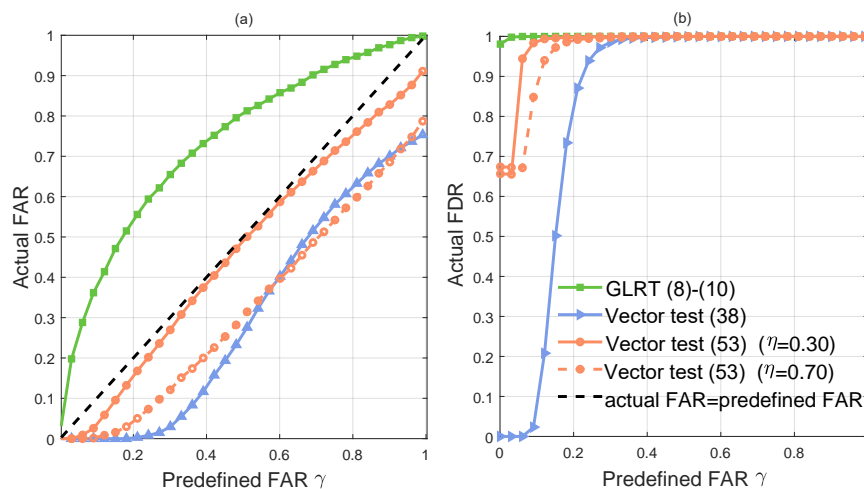 (a)
1
0.9
0.8
0.7
0.6
0.5
0.4
0.3
0.2
0.1
0
0.2
0.4
0.6
0.8
1
Actual FAR
Predefined FAR γ
(b)
1
0.9
0.8
0.7
0.6
0.5
0.4
0.3
0.2
0.1
0
0
0.2
0.4
0.6
0.8
Actual FDR
Predefined FAR γ
GLRT (8)-(10)
Vector test (38)
Vector test (53) (η=0.30)
Vector test (53) (η=0.70)
actual FAR=predefined FAR